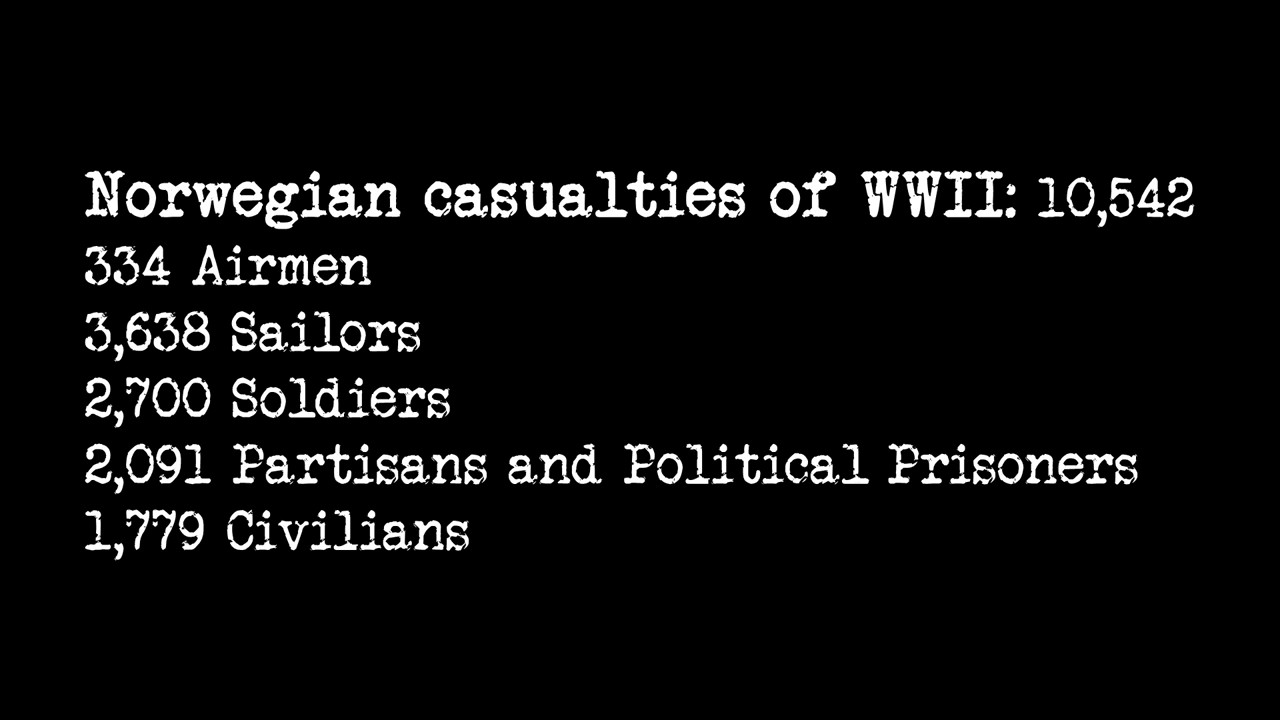 Norwegian casualties of WWII: 10,542
334 Airmen
3,638 Sailors
2,700 Soldiers
2,091 Partisans and Political Prisoners
1,779 Civilians